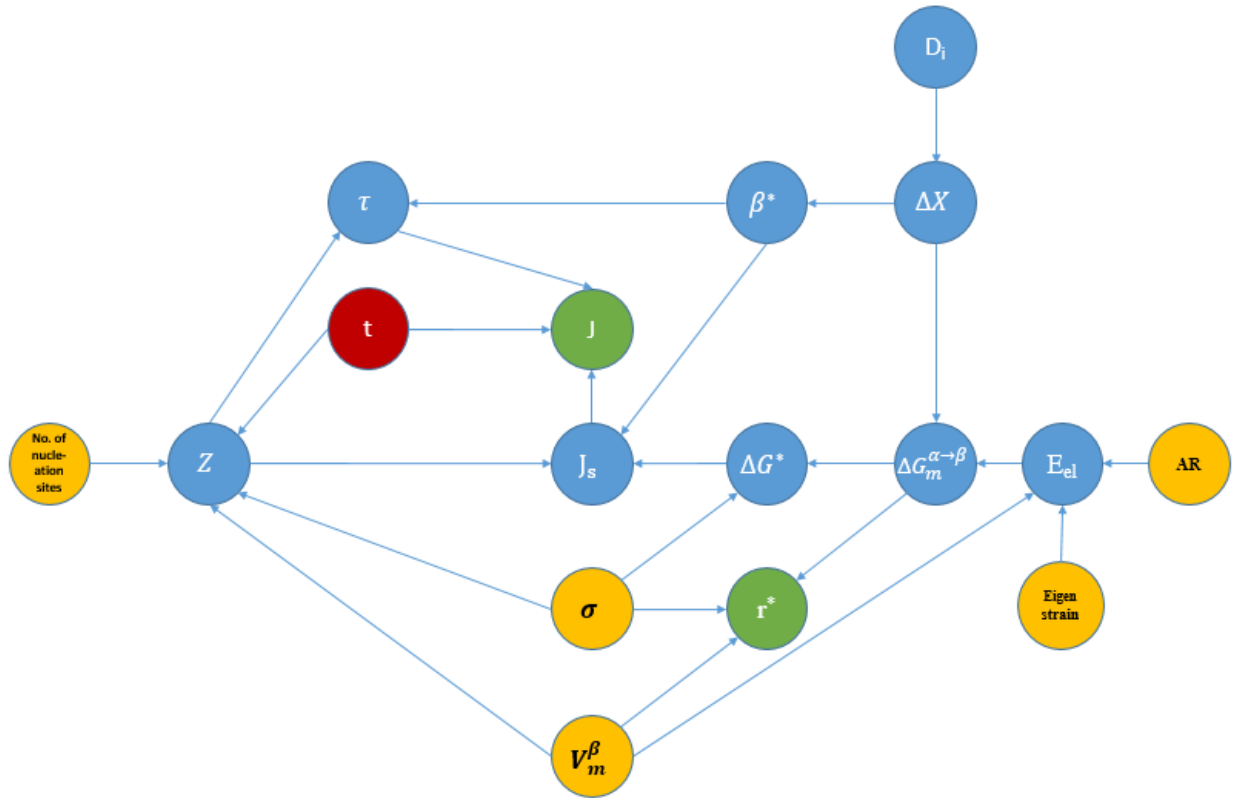 Dᵢ
τ
β*
ΔX
t
J
No. of
nucle-
ation
sites
Z
Jₛ
ΔG*
ΔG_m^{α→β}
E_el
AR
σ
r*
Eigen
strain
V_m^β